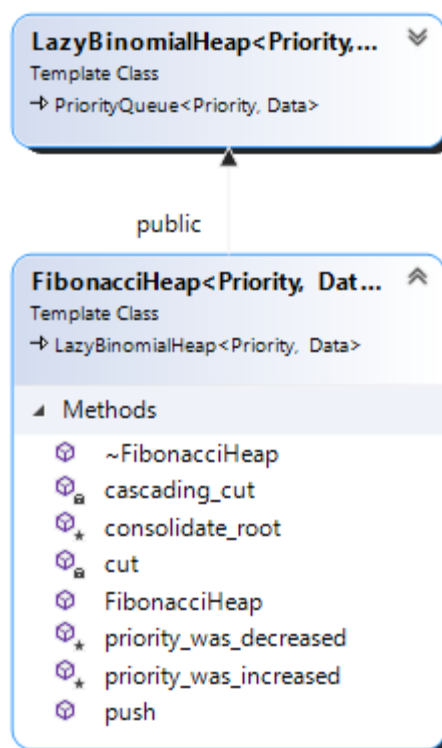 LazyBinomialHeap<Priority,...
Template Class
PriorityQueue<Priority, Data>
public
FibonacciHeap<Priority, Dat...
Template Class
LazyBinomialHeap<Priority, Data>
Methods
~FibonacciHeap
cascading_cut
consolidate_root
cut
FibonacciHeap
priority_was_decreased
priority_was_increased
push